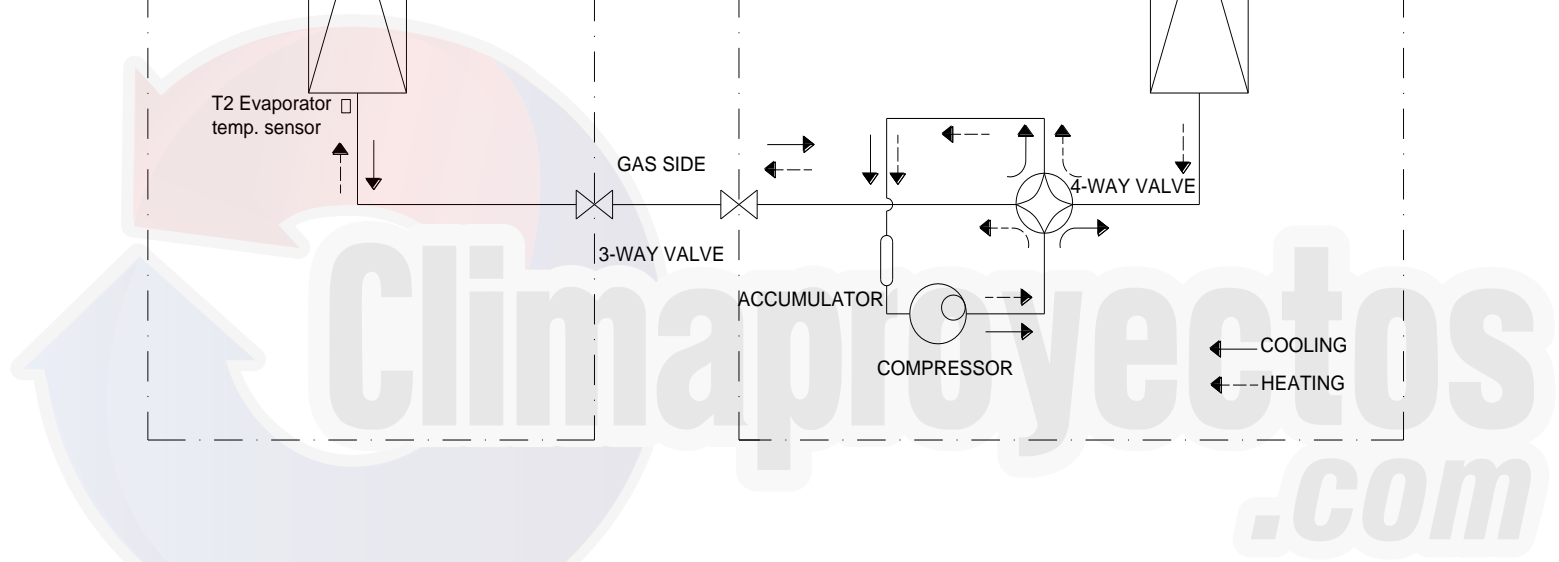 T2 Evaporator
temp. sensor
GAS SIDE
4-WAY VALVE
3-WAY VALVE
ACCUMULATOR
COMPRESSOR
COOLING
HEATING
Climaproyectos
.com